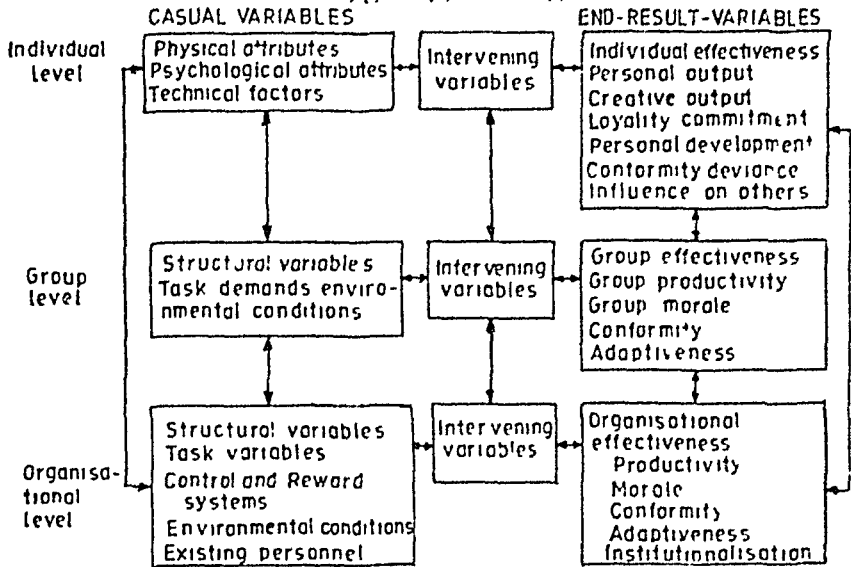 CASUAL VARIABLES
END-RESULT-VARIABLES
Individual
Level
Physical attributes
Psychological attributes
Technical factors
Intervening
variables
Individual effectiveness
Personal output
Creative output
Loyality commitment
Personal development
Conformity deviance
Influence on others
Group
level
Structural variables
Task demands enviro-
nmental conditions
Intervening
variables
Group effectiveness
Group productivity
Group morale
Conformity
Adaptiveness
Organisa-
tional
level
Structural variables
Task variables
Control and Reward
systems
Environmental conditions
Existing personnel
Intervening
variables
Organisational
effectiveness
Productivity
Morale
Conformity
Adaptiveness
Institutionalisation